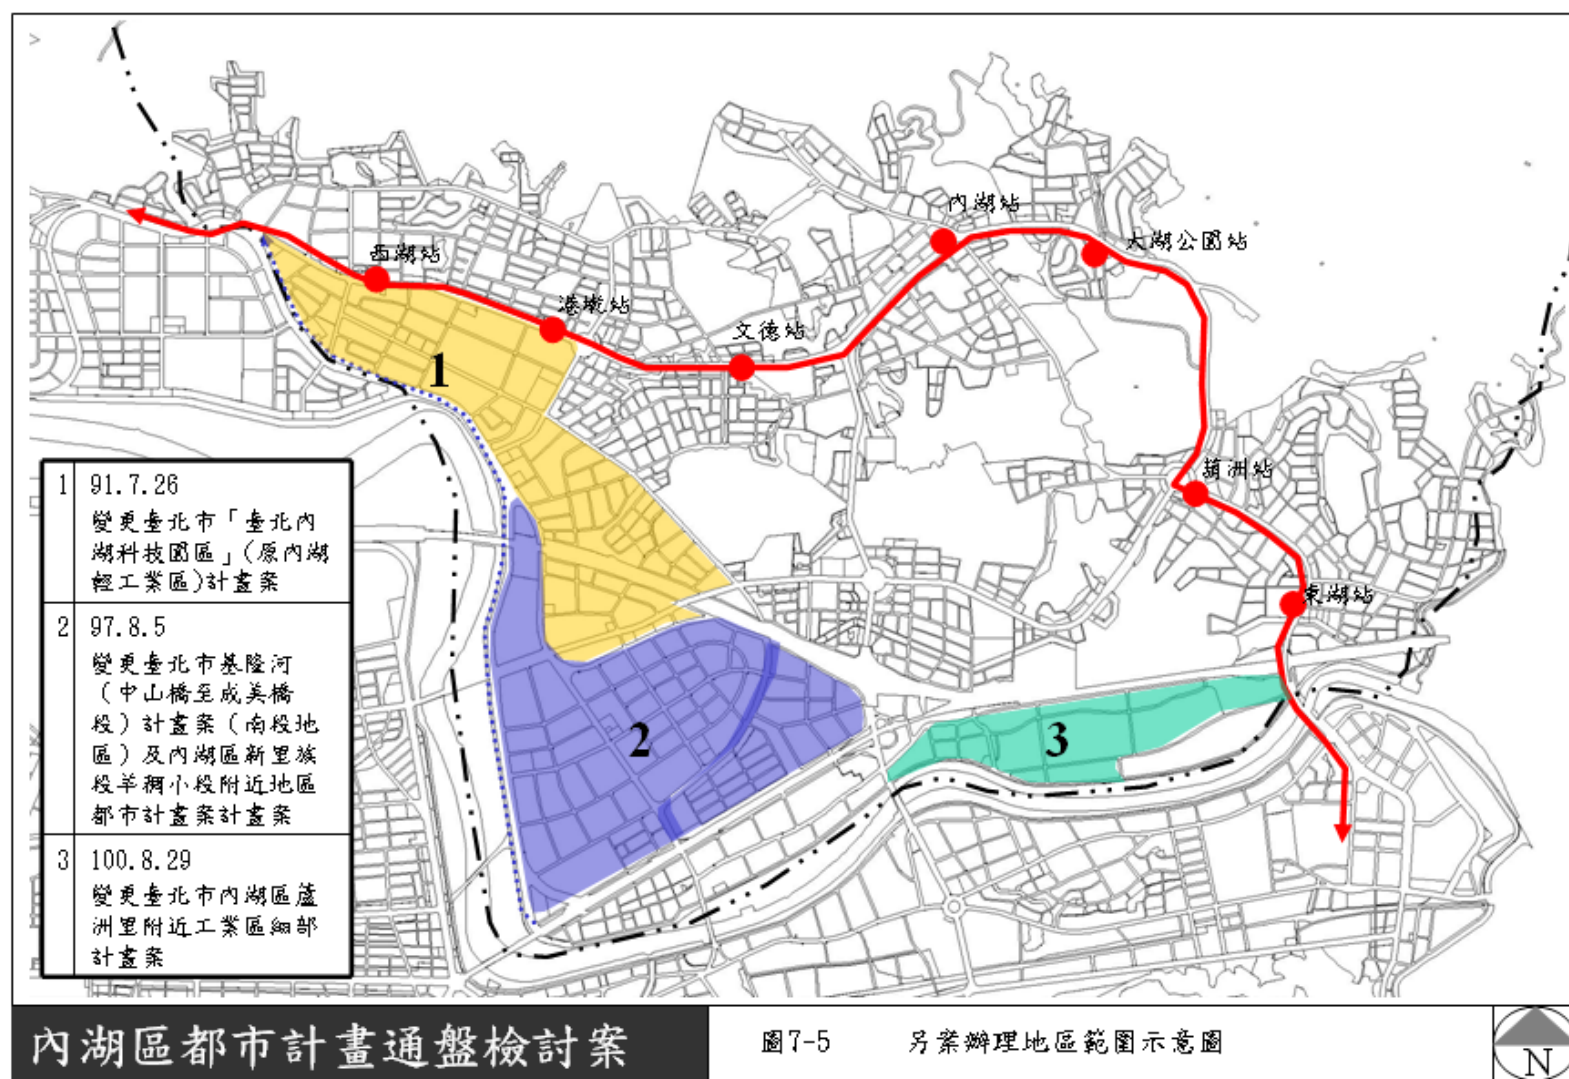 內湖站
大湖公園站
西湖站
港墘站
文德站
葫洲站
東湖站
1
2
3
1 91.7.26
變更臺北市「臺北內
湖科技園區」(原內湖
輕工業區)計畫案
2 97.8.5
變更臺北市基隆河
(中山橋至成美橋
段)計畫案(南段地
區)及內湖區新里族
段羊稠小段附近地區
都市計畫案計畫案
3 100.8.29
變更臺北市內湖區蘆
洲里附近工業區細部
計畫案
內湖區都市計畫通盤檢討案
圖7-5 另案辦理地區範圍示意圖
N